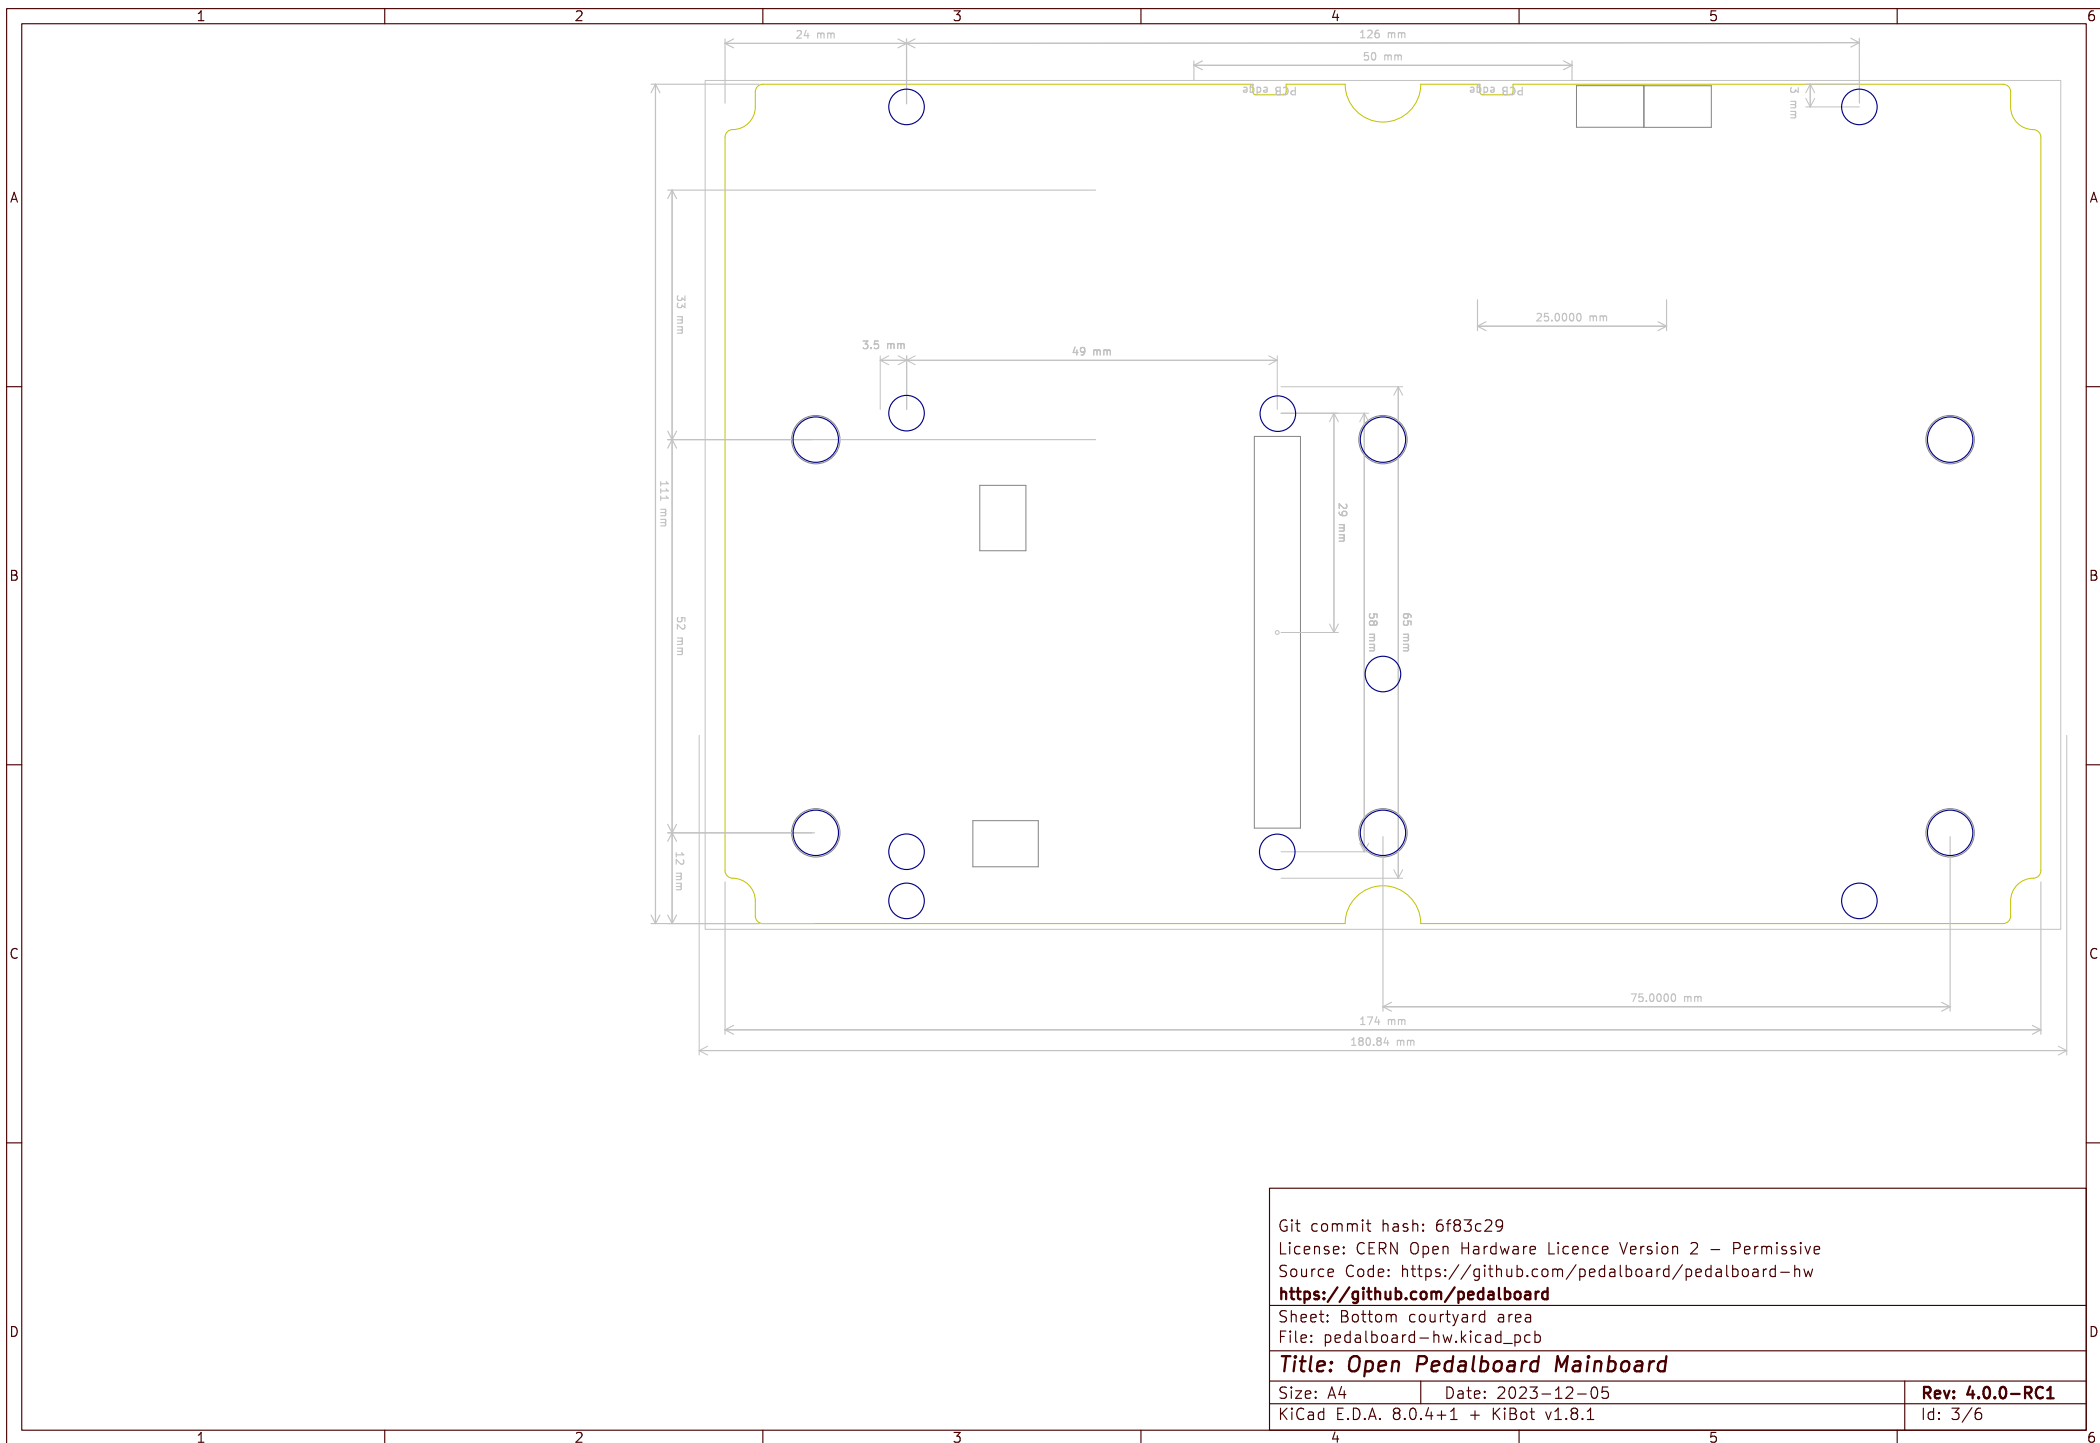 1 2 3 4 5 6
24 mm
126 mm
50 mm
PCB edge
PCB edge
3 mm
A
A
33 mm
25.0000 mm
3.5 mm
49 mm
111 mm
29 mm
B
B
52 mm
58 mm
65 mm
12 mm
C
C
75.0000 mm
174 mm
180.84 mm
Git commit hash: 6f83c29
License: CERN Open Hardware Licence Version 2 – Permissive
Source Code: https://github.com/pedalboard/pedalboard-hw
https://github.com/pedalboard
Sheet: Bottom courtyard area
File: pedalboard-hw.kicad_pcb
D
D
Title: Open Pedalboard Mainboard
Size: A4
Date: 2023-12-05
Rev: 4.0.0-RC1
KiCad E.D.A. 8.0.4+1 + KiBot v1.8.1
Id: 3/6
1 2 3 4 5 6